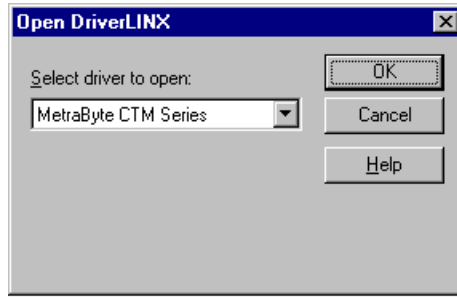 Open DriverLINX
Select driver to open:
MetraByte CTM Series
OK
Cancel
Help